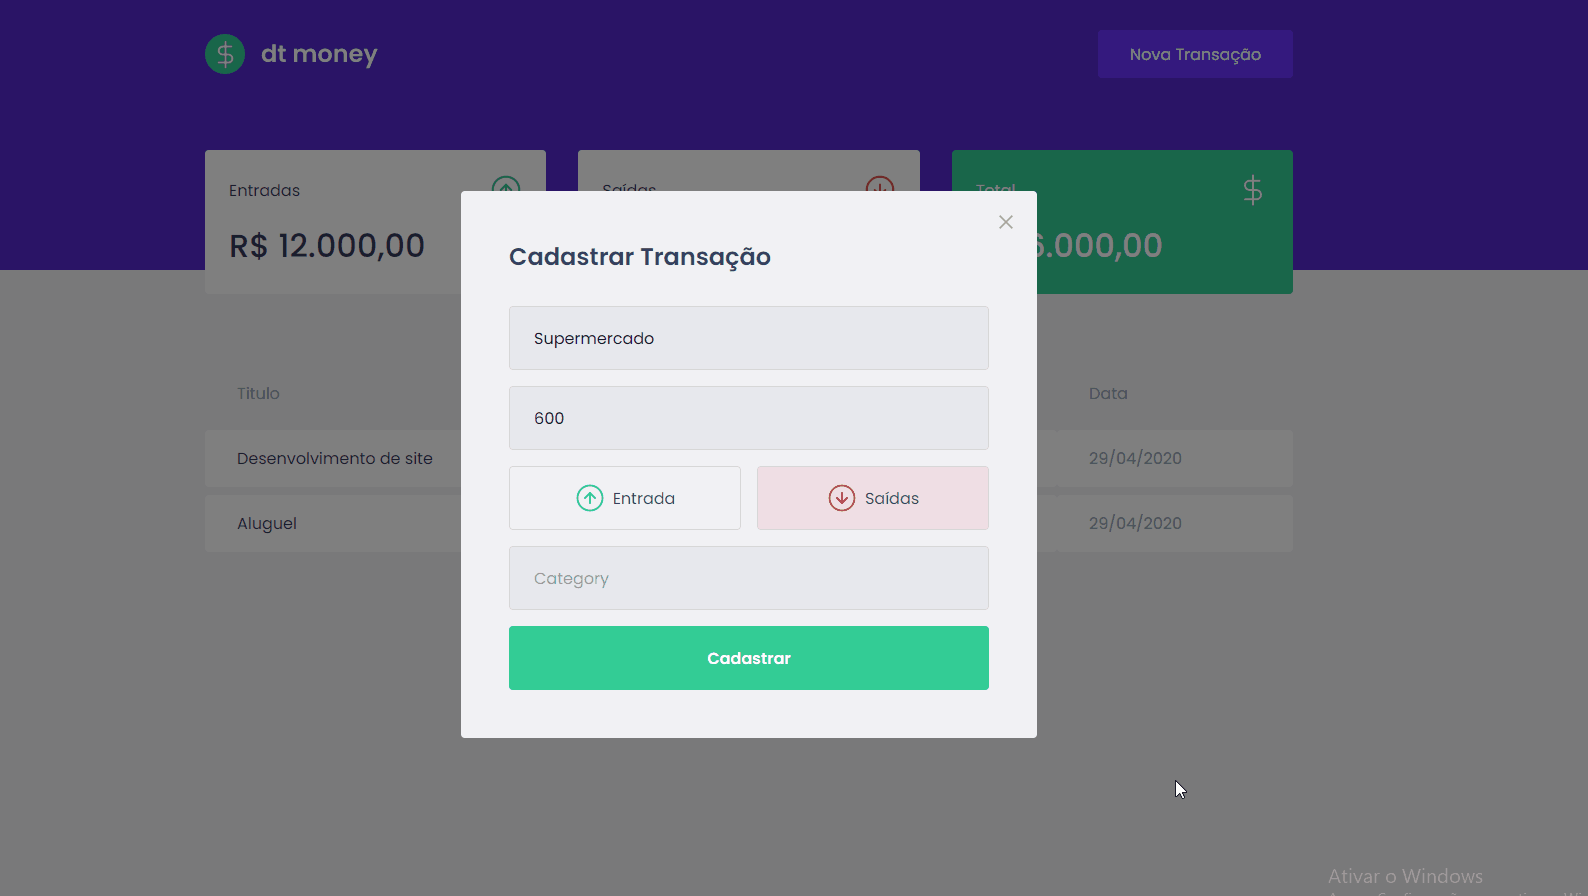 dt money
Nova Transação
Entradas
Saídas
Total
R$ 12.000,00
6.000,00
Cadastrar Transação
Supermercado
600
Entrada
Saídas
Category
Cadastrar
Titulo
Data
Desenvolvimento de site
29/04/2020
Aluguel
29/04/2020
Ativar o Windows